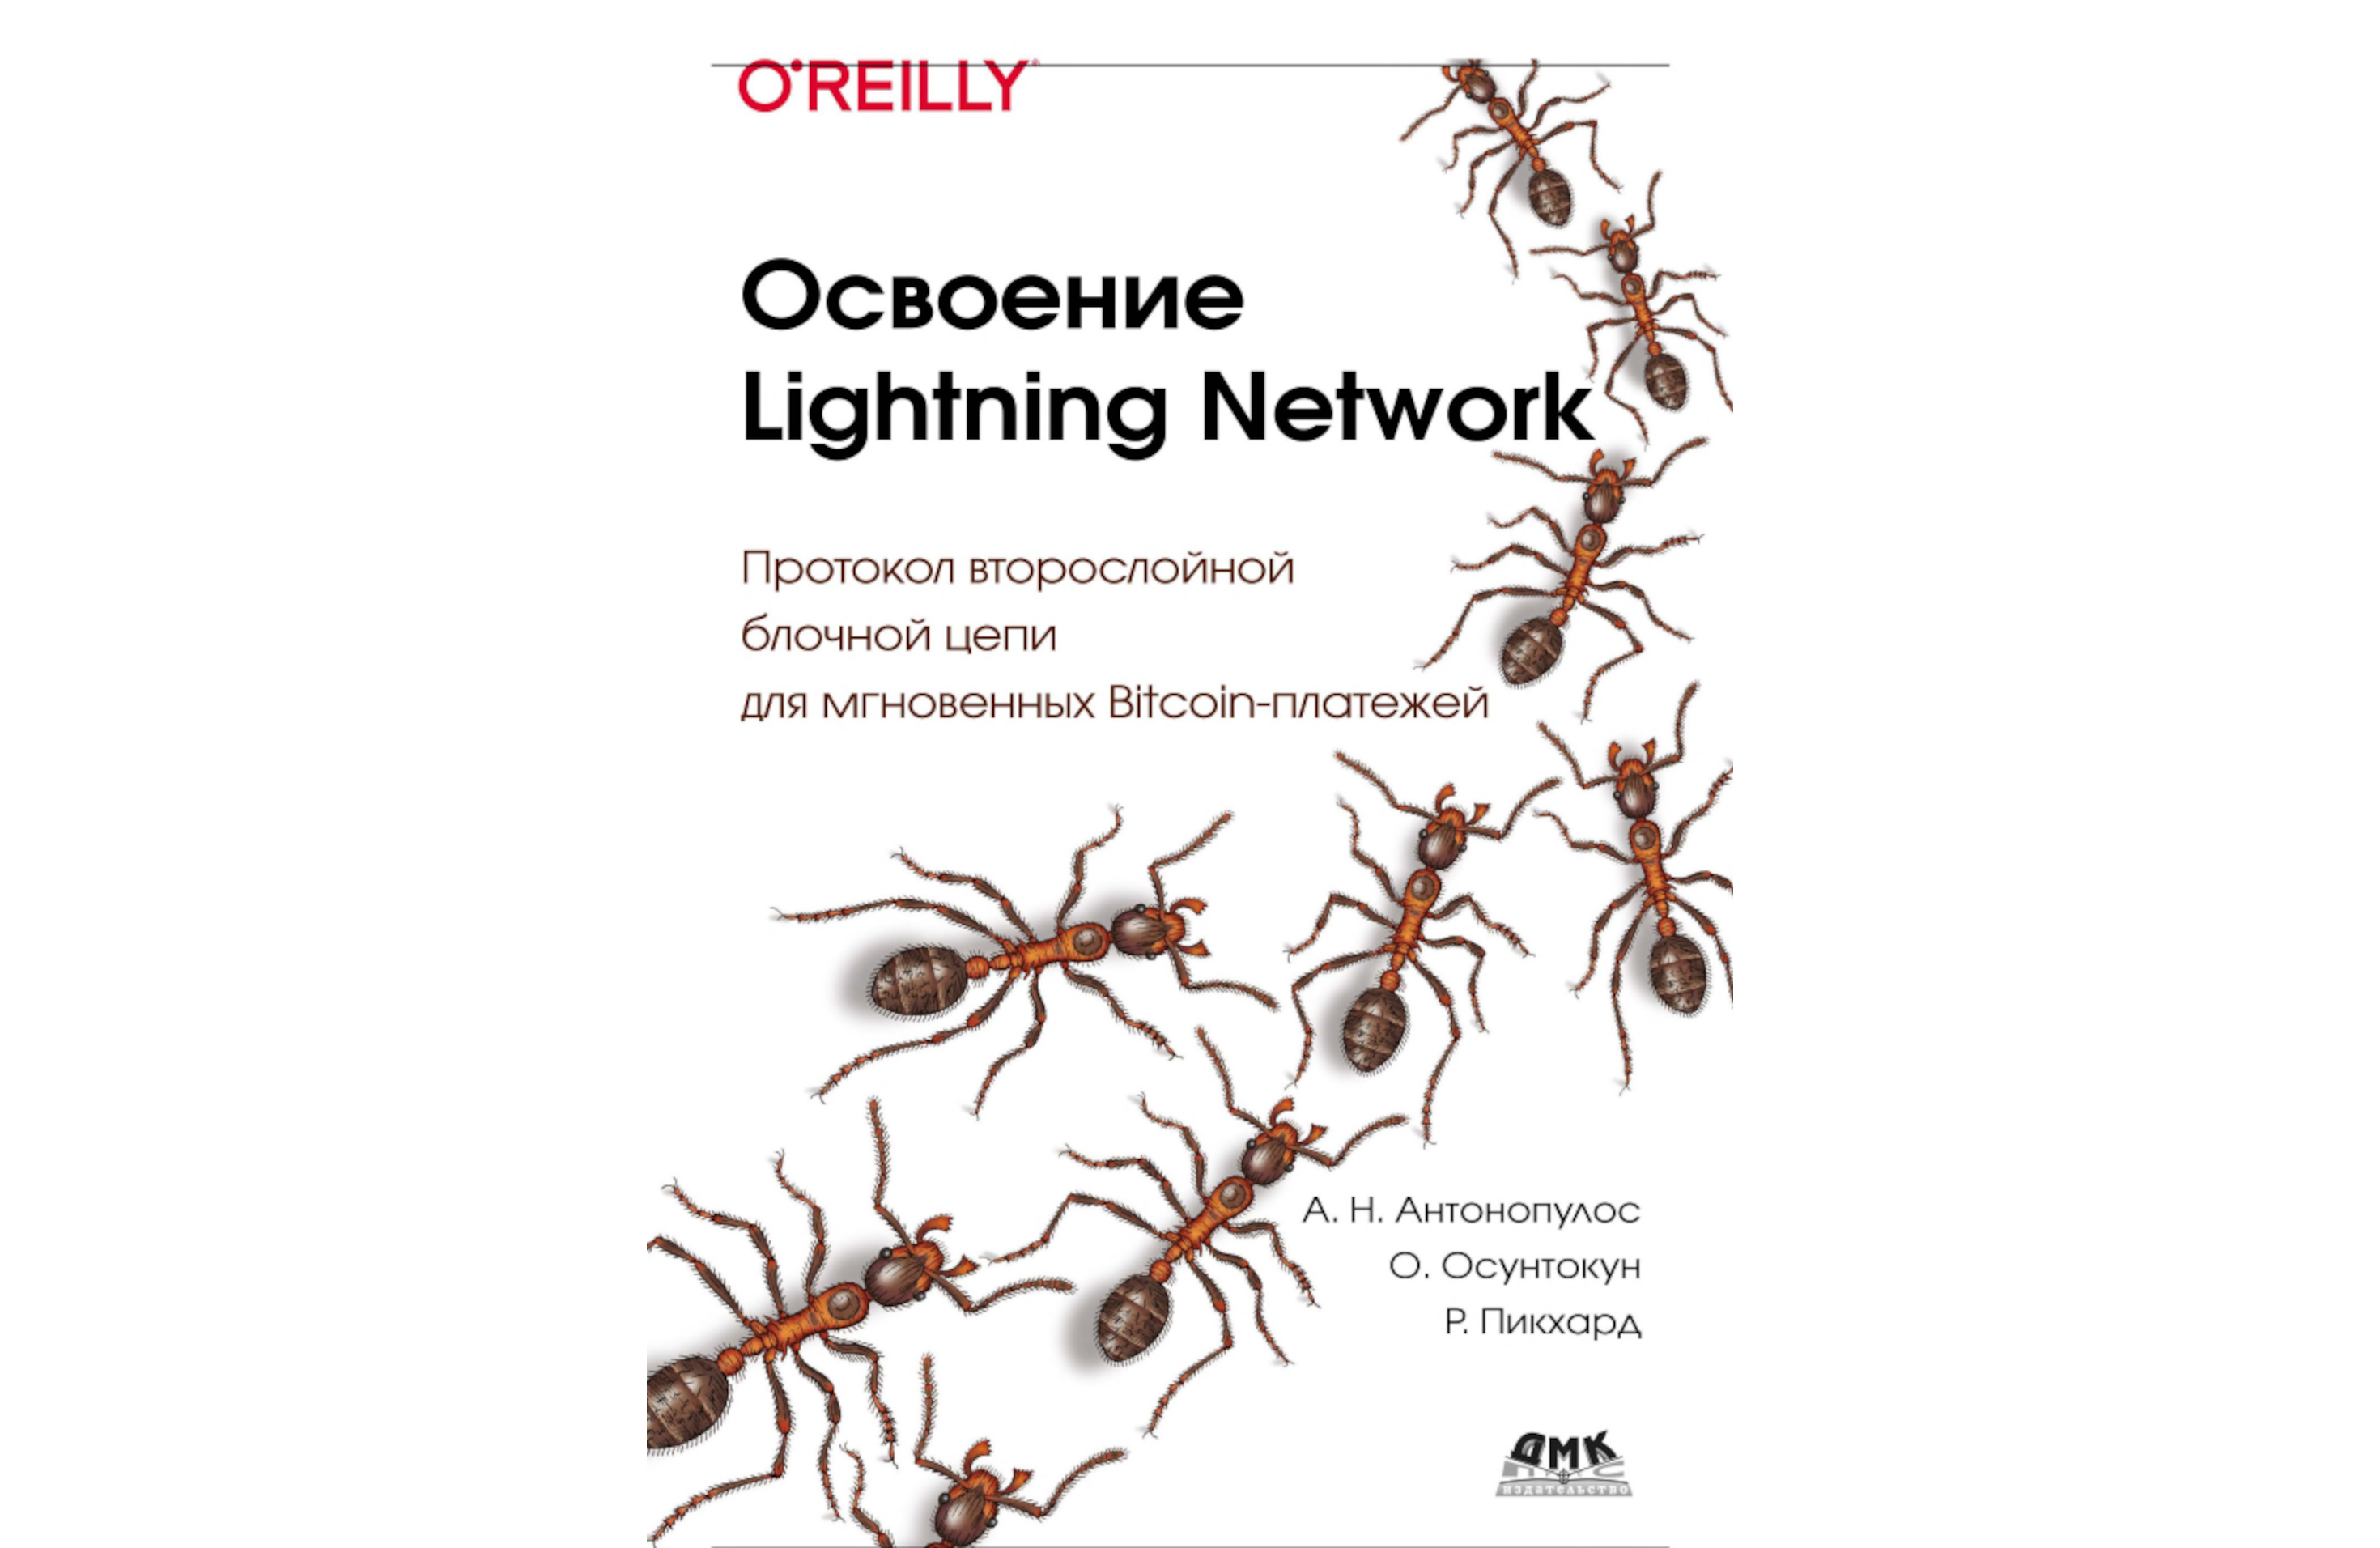 O'REILLY®
Освоение
Lightning Network
Протокол второслойной
блочной цепи
для мгновенных Bitcoin-платежей
А. Н. Антонопулос
О. Осунтокун
Р. Пикхард
ДМК
издательство